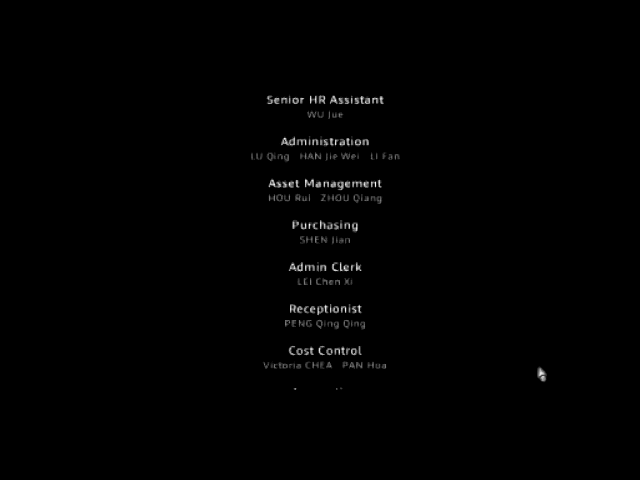 Senior HR Assistant
WU Jue
Administration
LU Qing HAN Jie Wei LI Fan
Asset Management
HOU Rui ZHOU Qiang
Purchasing
SHEN Jian
Admin Clerk
LEI Chen Xi
Receptionist
PENG Qing Qing
Cost Control
Victoria CHEA PAN Hua